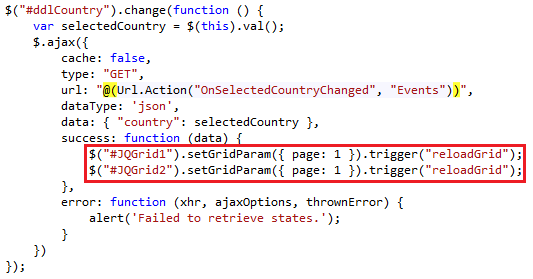 $("#ddlCountry").change(function () {
    var selectedCountry = $(this).val();
    $.ajax({
        cache: false,
        type: "GET",
        url: "@(Url.Action("OnSelectedCountryChanged", "Events"))",
        dataType: 'json',
        data: { "country": selectedCountry },
        success: function (data) {
            $("#JQGrid1").setGridParam({ page: 1 }).trigger("reloadGrid");
            $("#JQGrid2").setGridParam({ page: 1 }).trigger("reloadGrid");
        },
        error: function (xhr, ajaxOptions, thrownError) {
            alert('Failed to retrieve states.');
        }
    })
});